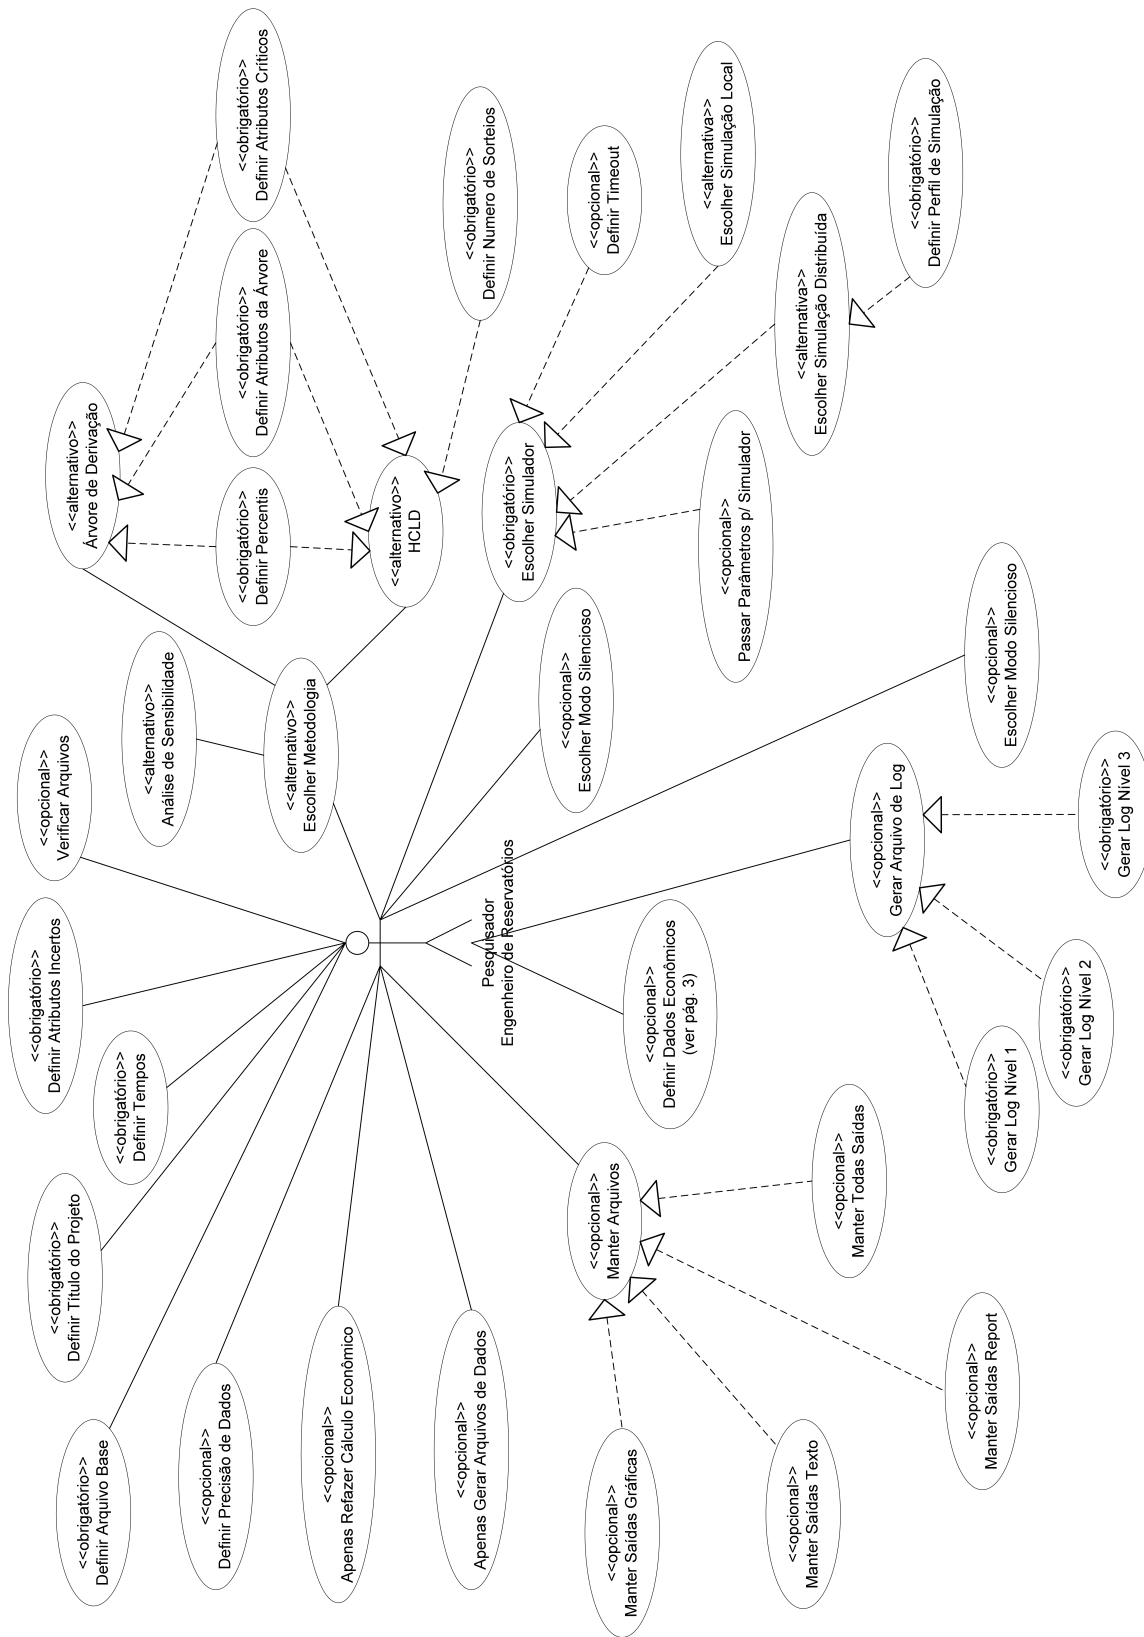 <<obrigatório>>
Definir Arquivo Base
<<obrigatório>>
Definir Título do Projeto
<<obrigatório>>
Definir Tempos
<<obrigatório>>
Definir Atributos Incertos
<<opcional>>
Verificar Arquivos
<<alternativo>>
Análise de Sensibilidade
<<alternativo>>
Árvore de Derivação
<<obrigatório>>
Definir Atributos Críticos
<<obrigatório>>
Definir Atributos da Árvore
<<obrigatório>>
Definir Percentis
<<alternativo>>
Escolher Metodologia
<<alternativo>>
HCLD
<<obrigatório>>
Definir Numero de Sorteios
<<opcional>>
Definir Precisão de Dados
<<opcional>>
Apenas Refazer Cálculo Econômico
<<opcional>>
Apenas Gerar Arquivos de Dados
Pesquisador
Engenheiro de Reservatórios
<<obrigatório>>
Escolher Simulador
<<opcional>>
Definir Timeout
<<alternativa>>
Escolher Simulação Local
<<alternativa>>
Escolher Simulação Distribuída
<<obrigatório>>
Definir Perfil de Simulação
<<opcional>>
Passar Parâmetros p/ Simulador
<<opcional>>
Escolher Modo Silencioso
<<opcional>>
Escolher Modo Silencioso
<<opcional>>
Definir Dados Econômicos
(ver pág. 3)
<<opcional>>
Gerar Arquivo de Log
<<obrigatório>>
Gerar Log Nível 1
<<obrigatório>>
Gerar Log Nível 2
<<obrigatório>>
Gerar Log Nível 3
<<opcional>>
Manter Arquivos
<<opcional>>
Manter Saídas Gráficas
<<opcional>>
Manter Saídas Texto
<<opcional>>
Manter Saídas Report
<<opcional>>
Manter Todas Saídas